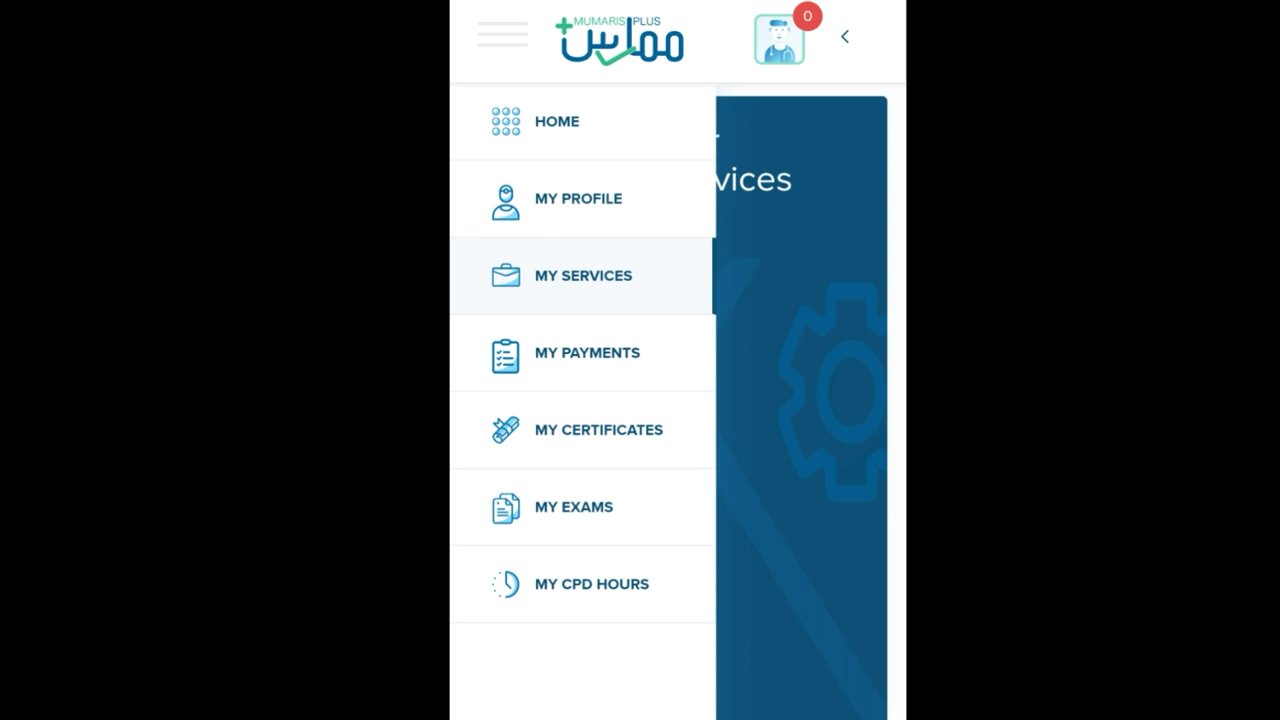 MUMARIS PLUS
ممارس
0
HOME
MY PROFILE
vices
MY SERVICES
MY PAYMENTS
MY CERTIFICATES
MY EXAMS
MY CPD HOURS